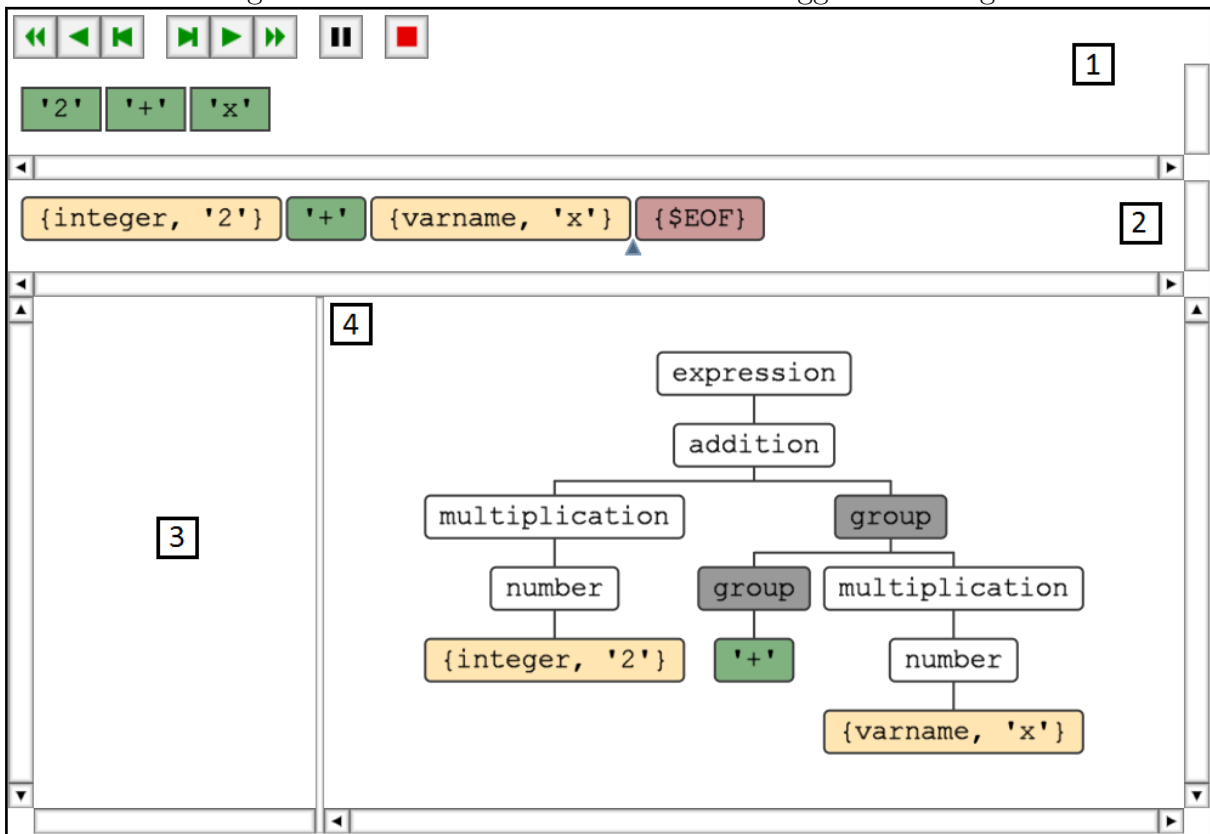 1
'2' '+' 'x'
{integer, '2'} '+' {varname, 'x'} {$EOF}
2
4
expression
addition
multiplication group
3
number group multiplication
{integer, '2'} '+' number
{varname, 'x'}